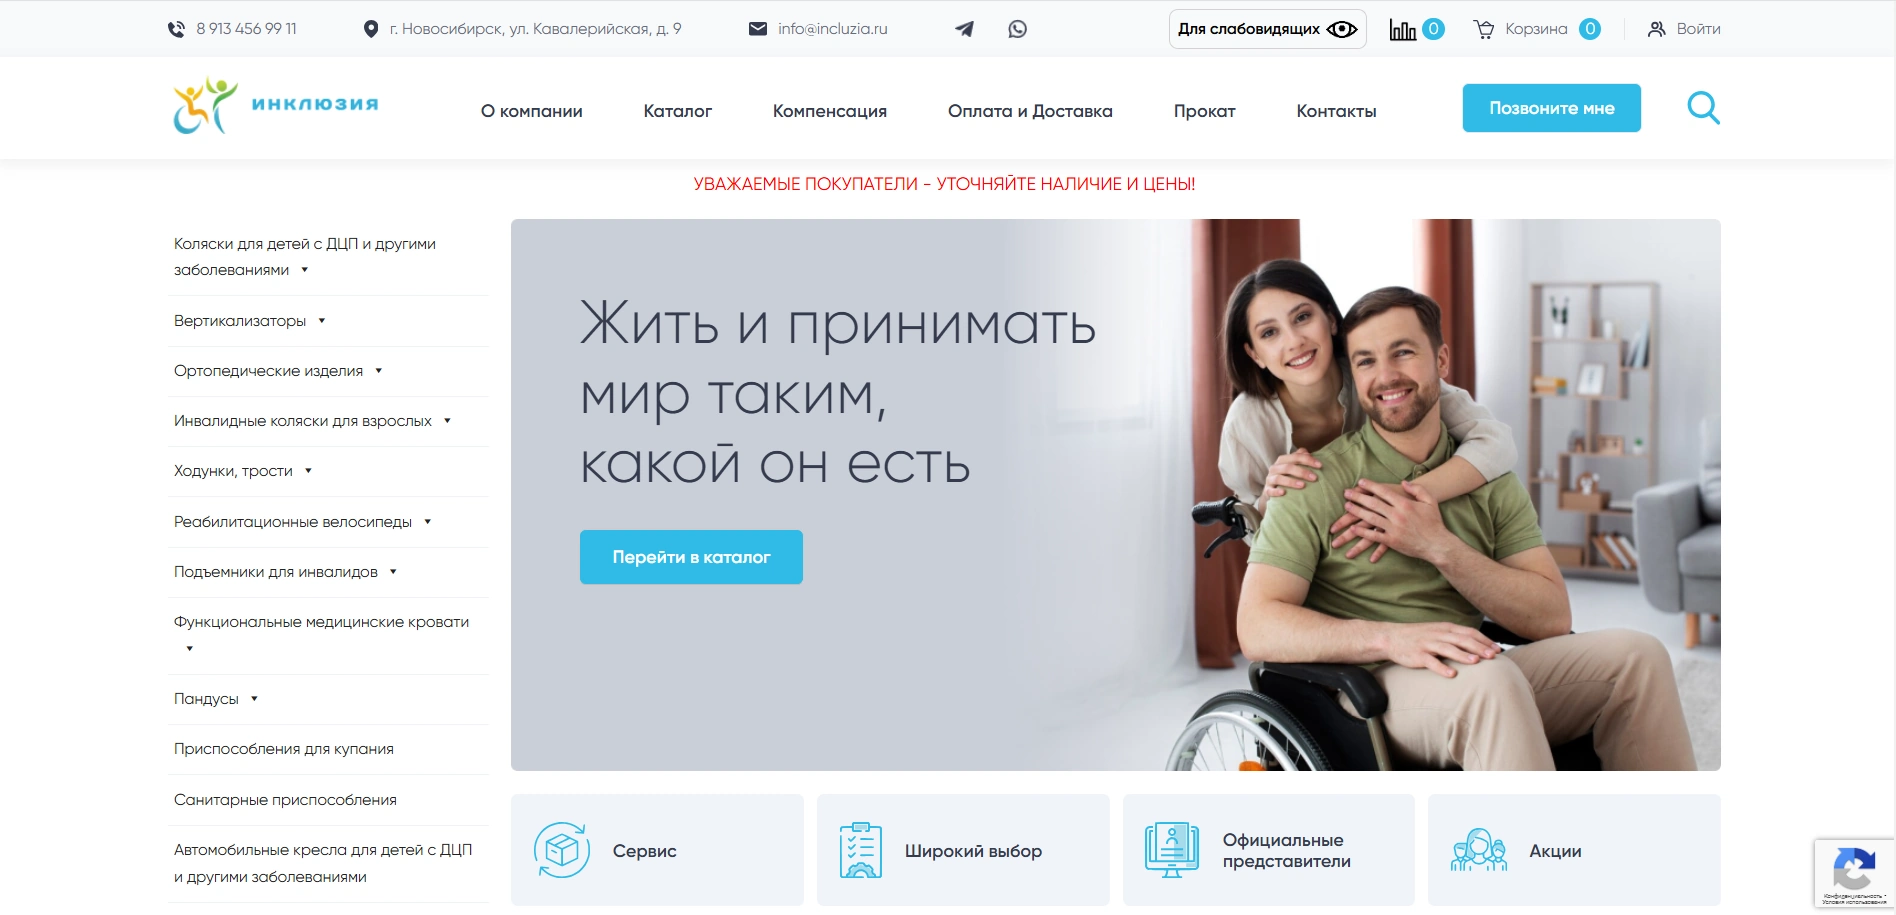 8 913 456 99 11
г. Новосибирск, ул. Кавалерийская, д. 9
info@incluzia.ru
Для слабовидящих
0
Корзина
0
Войти
ИНКЛЮЗИЯ
О компании
Каталог
Компенсация
Оплата и Доставка
Прокат
Контакты
Позвоните мне
УВАЖАЕМЫЕ ПОКУПАТЕЛИ - УТОЧНЯЙТЕ НАЛИЧИЕ И ЦЕНЫ!
Коляски для детей с ДЦП и другими
заболеваниями
Вертикализаторы
Ортопедические изделия
Инвалидные коляски для взрослых
Ходунки, трости
Реабилитационные велосипеды
Подъемники для инвалидов
Функциональные медицинские кровати
Пандусы
Приспособления для купания
Санитарные приспособления
Автомобильные кресла для детей с ДЦП
и другими заболеваниями
Жить и принимать
мир таким,
какой он есть
Перейти в каталог
Сервис
Широкий выбор
Официальные
представители
Акции
Конфиденциальность -
Условия использования